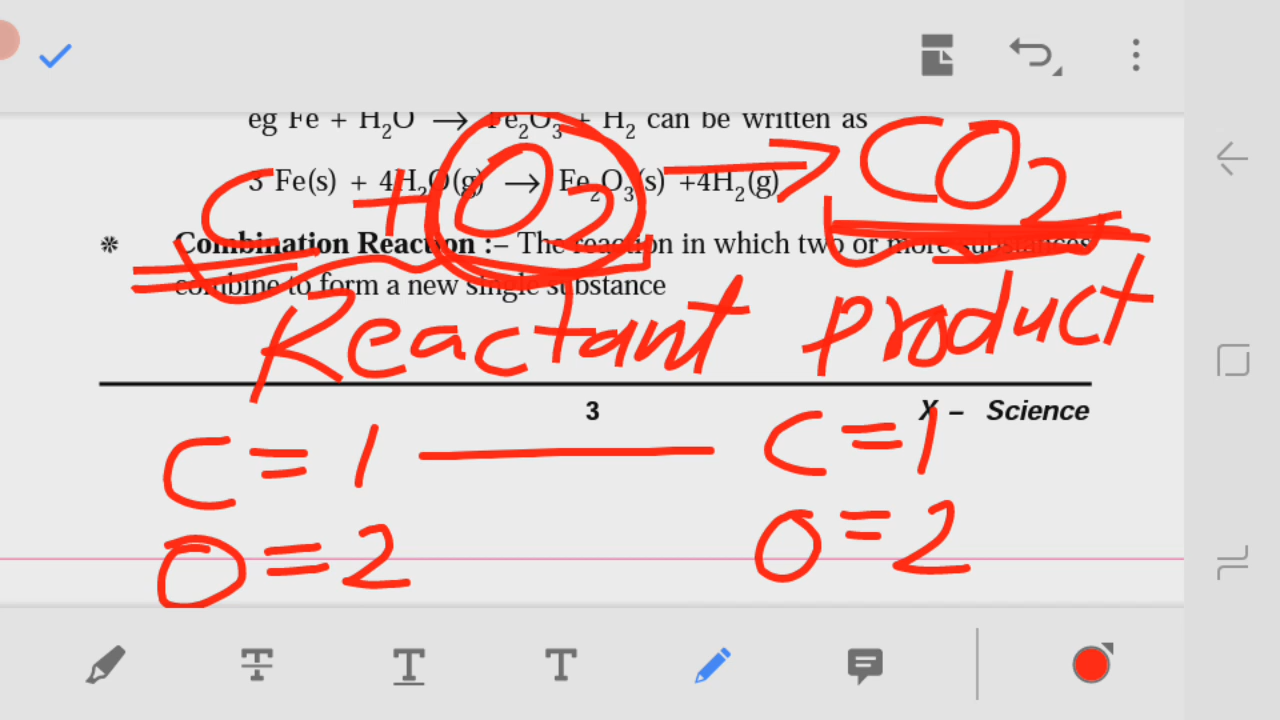 eg Fe + H₂O → Fe₂O₃ + H₂ can be written as
3 Fe(s) + 4H₂O(g) → Fe₂O₃(s) +4H₂(g)
C + O₂ → CO₂
* Combination Reaction :– The reaction in which two or more substances
combine to form a new single substance
Reactant product
3 X – Science
C = 1 — C = 1
O = 2 O = 2
T T T